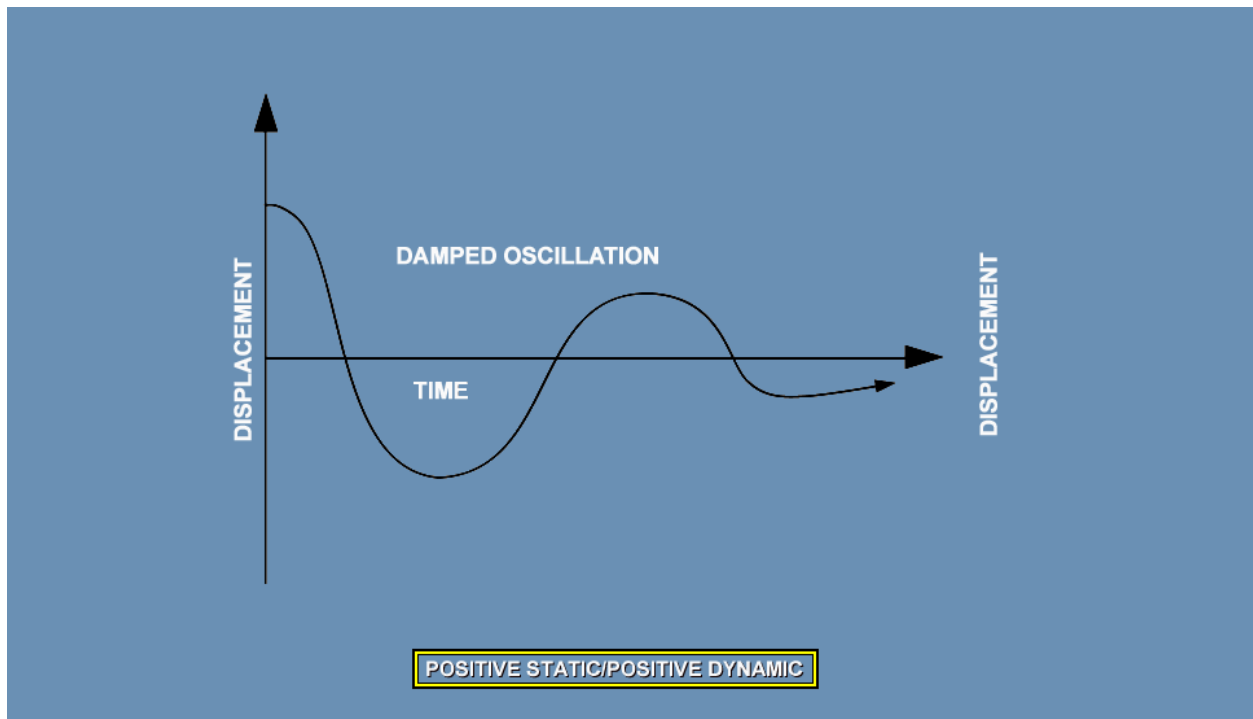 DAMPED OSCILLATION
DISPLACEMENT
TIME
DISPLACEMENT
POSITIVE STATIC/POSITIVE DYNAMIC